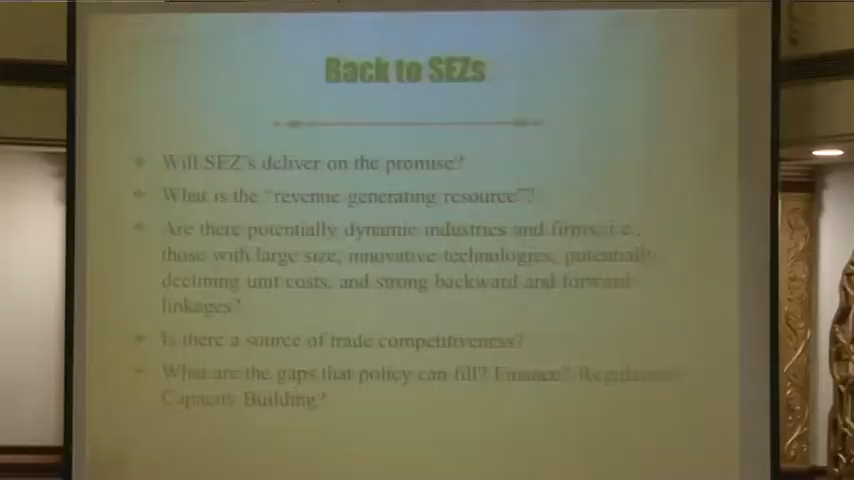 Back to SEZs
Will SEZ's deliver on the promise?
What is the "revenue generating resource"?
Are there potentially dynamic industries and firms, i.e.,
those with large size, innovative technologies, potentially
declining unit costs, and strong backward and forward
linkages?
Is there a source of trade competitiveness?
What are the gaps that policy can fill? Finance?
Capacity Building?